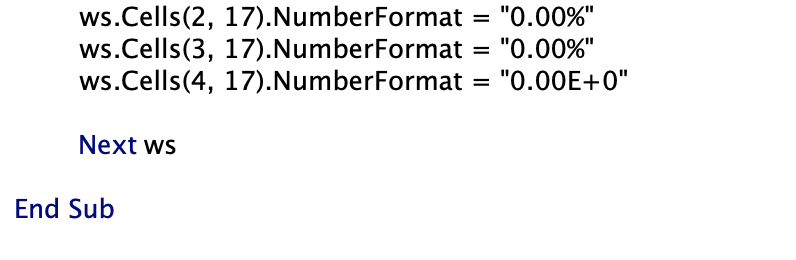 ws.Cells(2, 17).NumberFormat = "0.00%"
ws.Cells(3, 17).NumberFormat = "0.00%"
ws.Cells(4, 17).NumberFormat = "0.00E+0"
Next ws
End Sub